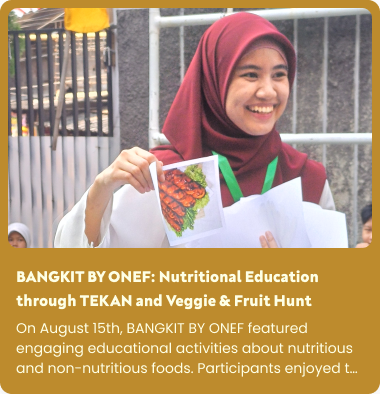 BANGKIT BY ONEF: Nutritional Education
through TEKAN and Veggie & Fruit Hunt
On August 15th, BANGKIT BY ONEF featured
engaging educational activities about nutritious
and non-nutritious foods. Participants enjoyed t...